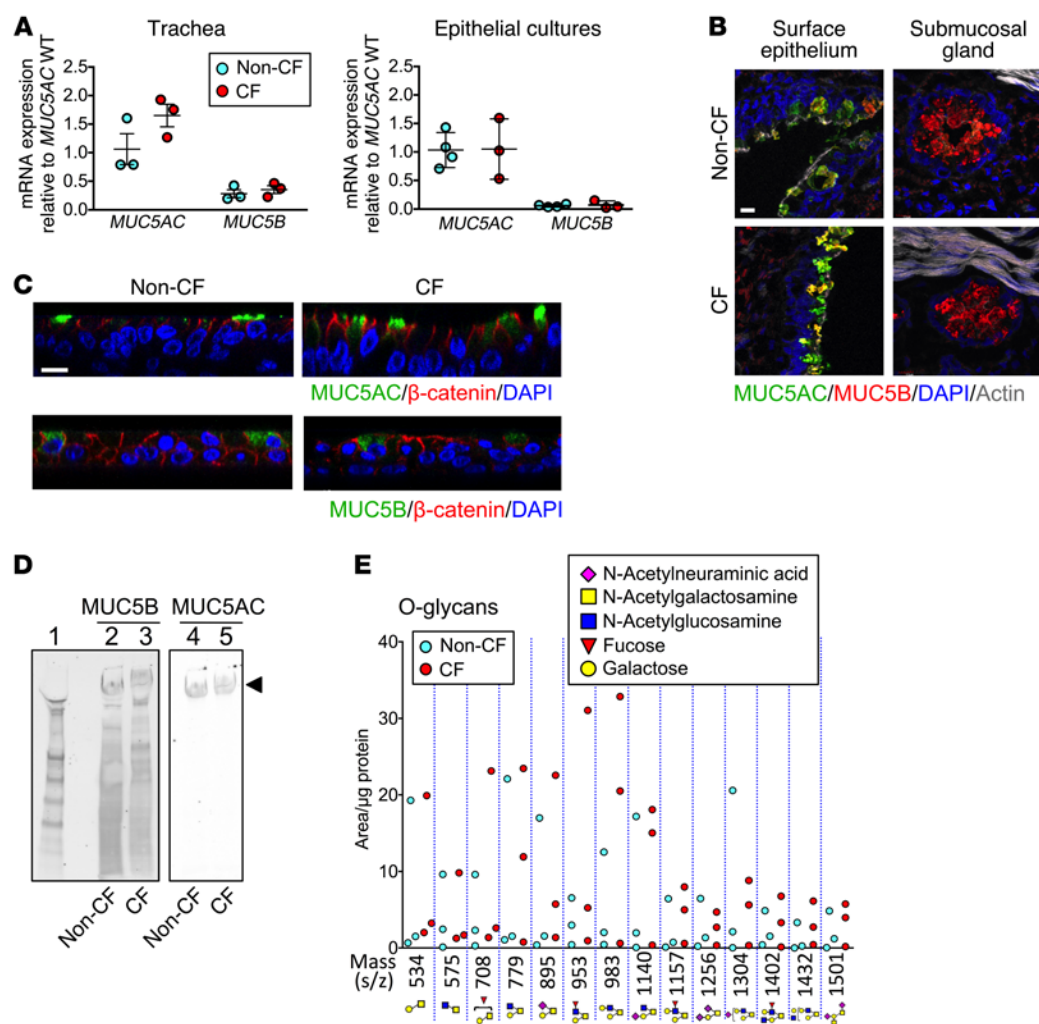 A
Trachea
mRNA expression
relative to MUC5AC WT
2.5
2.0
1.5
1.0
0.5
0.0
MUC5AC
MUC5B
Non-CF
CF
Epithelial cultures
mRNA expression
relative to MUC5AC WT
2.5
2.0
1.5
1.0
0.5
0.0
MUC5AC
MUC5B
B
Surface
epithelium
Submucosal
gland
Non-CF
CF
MUC5AC/MUC5B/DAPI/Actin
C
Non-CF
CF
MUC5AC/β-catenin/DAPI
MUC5B/β-catenin/DAPI
D
MUC5B
MUC5AC
1 2 3 4 5
Non-CF
CF
Non-CF
CF
E
O-glycans
Non-CF
CF
N-Acetylneuraminic acid
N-Acetylgalactosamine
N-Acetylglucosamine
Fucose
Galactose
Area/µg protein
40
30
20
10
0
Mass
(s/z)
534
575
708
779
895
953
983
1140
1157
1256
1304
1402
1432
1501